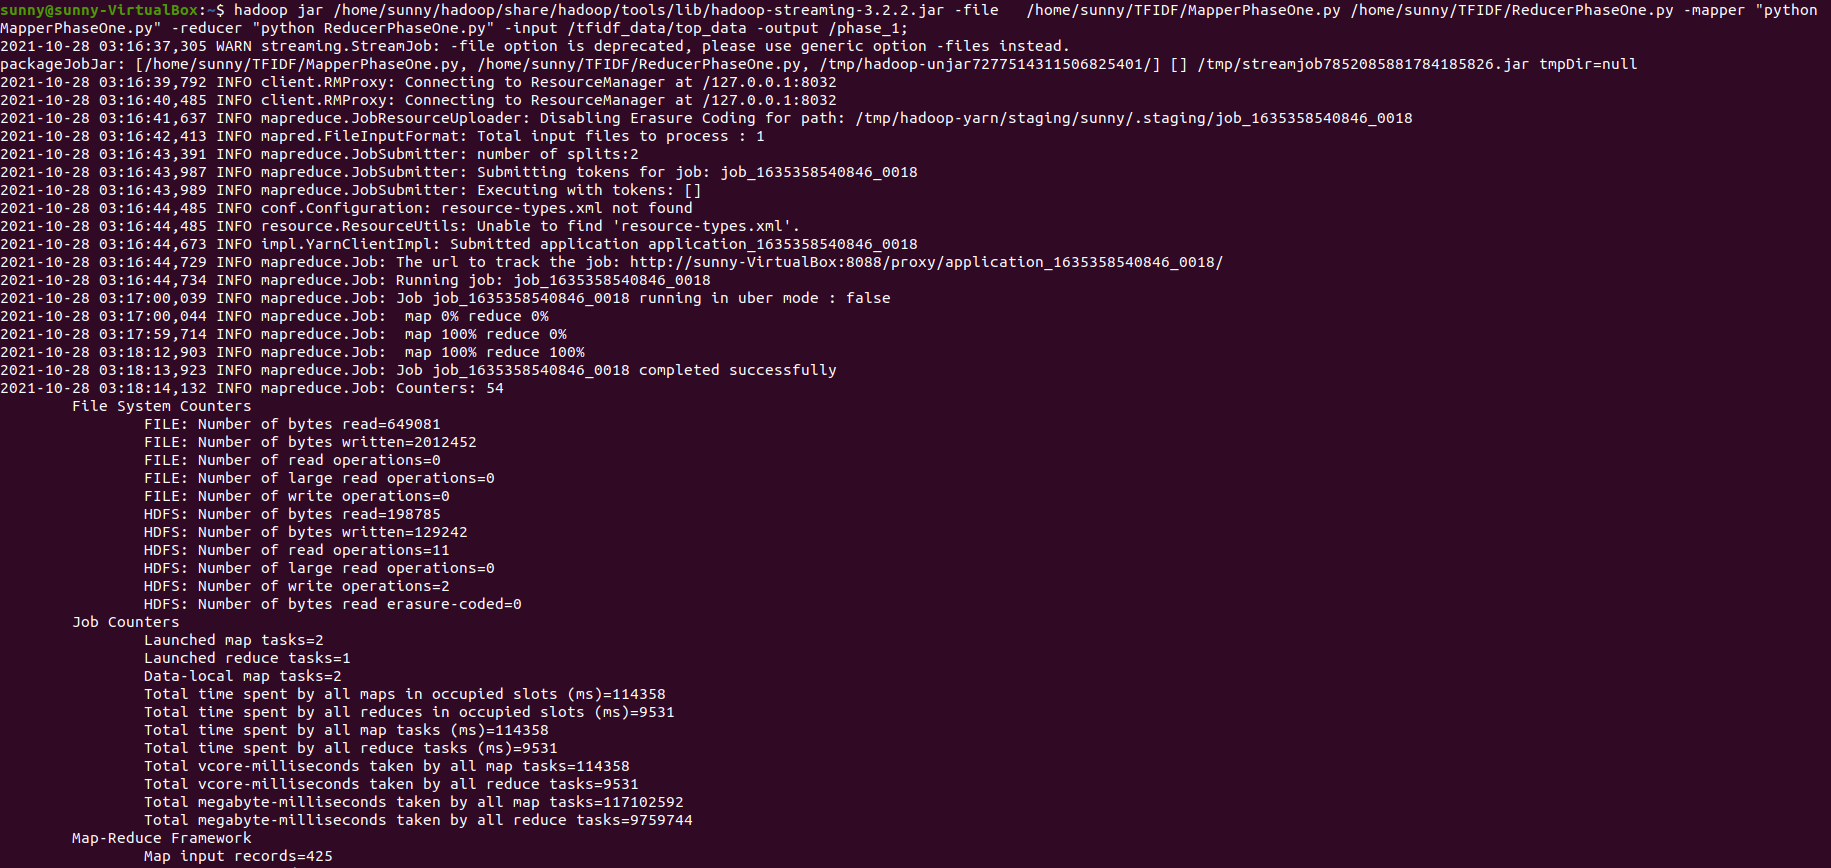 sunny@sunny-VirtualBox:~$ hadoop jar /home/sunny/hadoop/share/hadoop/tools/lib/hadoop-streaming-3.2.2.jar -file   /home/sunny/TFIDF/MapperPhaseOne.py /home/sunny/TFIDF/ReducerPhaseOne.py -mapper "python
MapperPhaseOne.py" -reducer "python ReducerPhaseOne.py" -input /tfidf_data/top_data -output /phase_1;
2021-10-28 03:16:37,305 WARN streaming.StreamJob: -file option is deprecated, please use generic option -files instead.
packageJobJar: [/home/sunny/TFIDF/MapperPhaseOne.py, /home/sunny/TFIDF/ReducerPhaseOne.py, /tmp/hadoop-unjar7277514311506825401/] [] /tmp/streamjob7852085881784185826.jar tmpDir=null
2021-10-28 03:16:39,792 INFO client.RMProxy: Connecting to ResourceManager at /127.0.0.1:8032
2021-10-28 03:16:40,485 INFO client.RMProxy: Connecting to ResourceManager at /127.0.0.1:8032
2021-10-28 03:16:41,637 INFO mapreduce.JobResourceUploader: Disabling Erasure Coding for path: /tmp/hadoop-yarn/staging/sunny/.staging/job_1635358540846_0018
2021-10-28 03:16:42,413 INFO mapred.FileInputFormat: Total input files to process : 1
2021-10-28 03:16:43,391 INFO mapreduce.JobSubmitter: number of splits:2
2021-10-28 03:16:43,987 INFO mapreduce.JobSubmitter: Submitting tokens for job: job_1635358540846_0018
2021-10-28 03:16:43,989 INFO mapreduce.JobSubmitter: Executing with tokens: []
2021-10-28 03:16:44,485 INFO conf.Configuration: resource-types.xml not found
2021-10-28 03:16:44,485 INFO resource.ResourceUtils: Unable to find 'resource-types.xml'.
2021-10-28 03:16:44,673 INFO impl.YarnClientImpl: Submitted application application_1635358540846_0018
2021-10-28 03:16:44,729 INFO mapreduce.Job: The url to track the job: http://sunny-VirtualBox:8088/proxy/application_1635358540846_0018/
2021-10-28 03:16:44,734 INFO mapreduce.Job: Running job: job_1635358540846_0018
2021-10-28 03:17:00,039 INFO mapreduce.Job: Job job_1635358540846_0018 running in uber mode : false
2021-10-28 03:17:00,044 INFO mapreduce.Job:  map 0% reduce 0%
2021-10-28 03:17:59,714 INFO mapreduce.Job:  map 100% reduce 0%
2021-10-28 03:18:12,903 INFO mapreduce.Job:  map 100% reduce 100%
2021-10-28 03:18:13,923 INFO mapreduce.Job: Job job_1635358540846_0018 completed successfully
2021-10-28 03:18:14,132 INFO mapreduce.Job: Counters: 54
File System Counters
FILE: Number of bytes read=649081
FILE: Number of bytes written=2012452
FILE: Number of read operations=0
FILE: Number of large read operations=0
FILE: Number of write operations=0
HDFS: Number of bytes read=198785
HDFS: Number of bytes written=129242
HDFS: Number of read operations=11
HDFS: Number of large read operations=0
HDFS: Number of write operations=2
HDFS: Number of bytes read erasure-coded=0
Job Counters
Launched map tasks=2
Launched reduce tasks=1
Data-local map tasks=2
Total time spent by all maps in occupied slots (ms)=114358
Total time spent by all reduces in occupied slots (ms)=9531
Total time spent by all map tasks (ms)=114358
Total time spent by all reduce tasks (ms)=9531
Total vcore-milliseconds taken by all map tasks=114358
Total vcore-milliseconds taken by all reduce tasks=9531
Total megabyte-milliseconds taken by all map tasks=117102592
Total megabyte-milliseconds taken by all reduce tasks=9759744
Map-Reduce Framework
Map input records=425